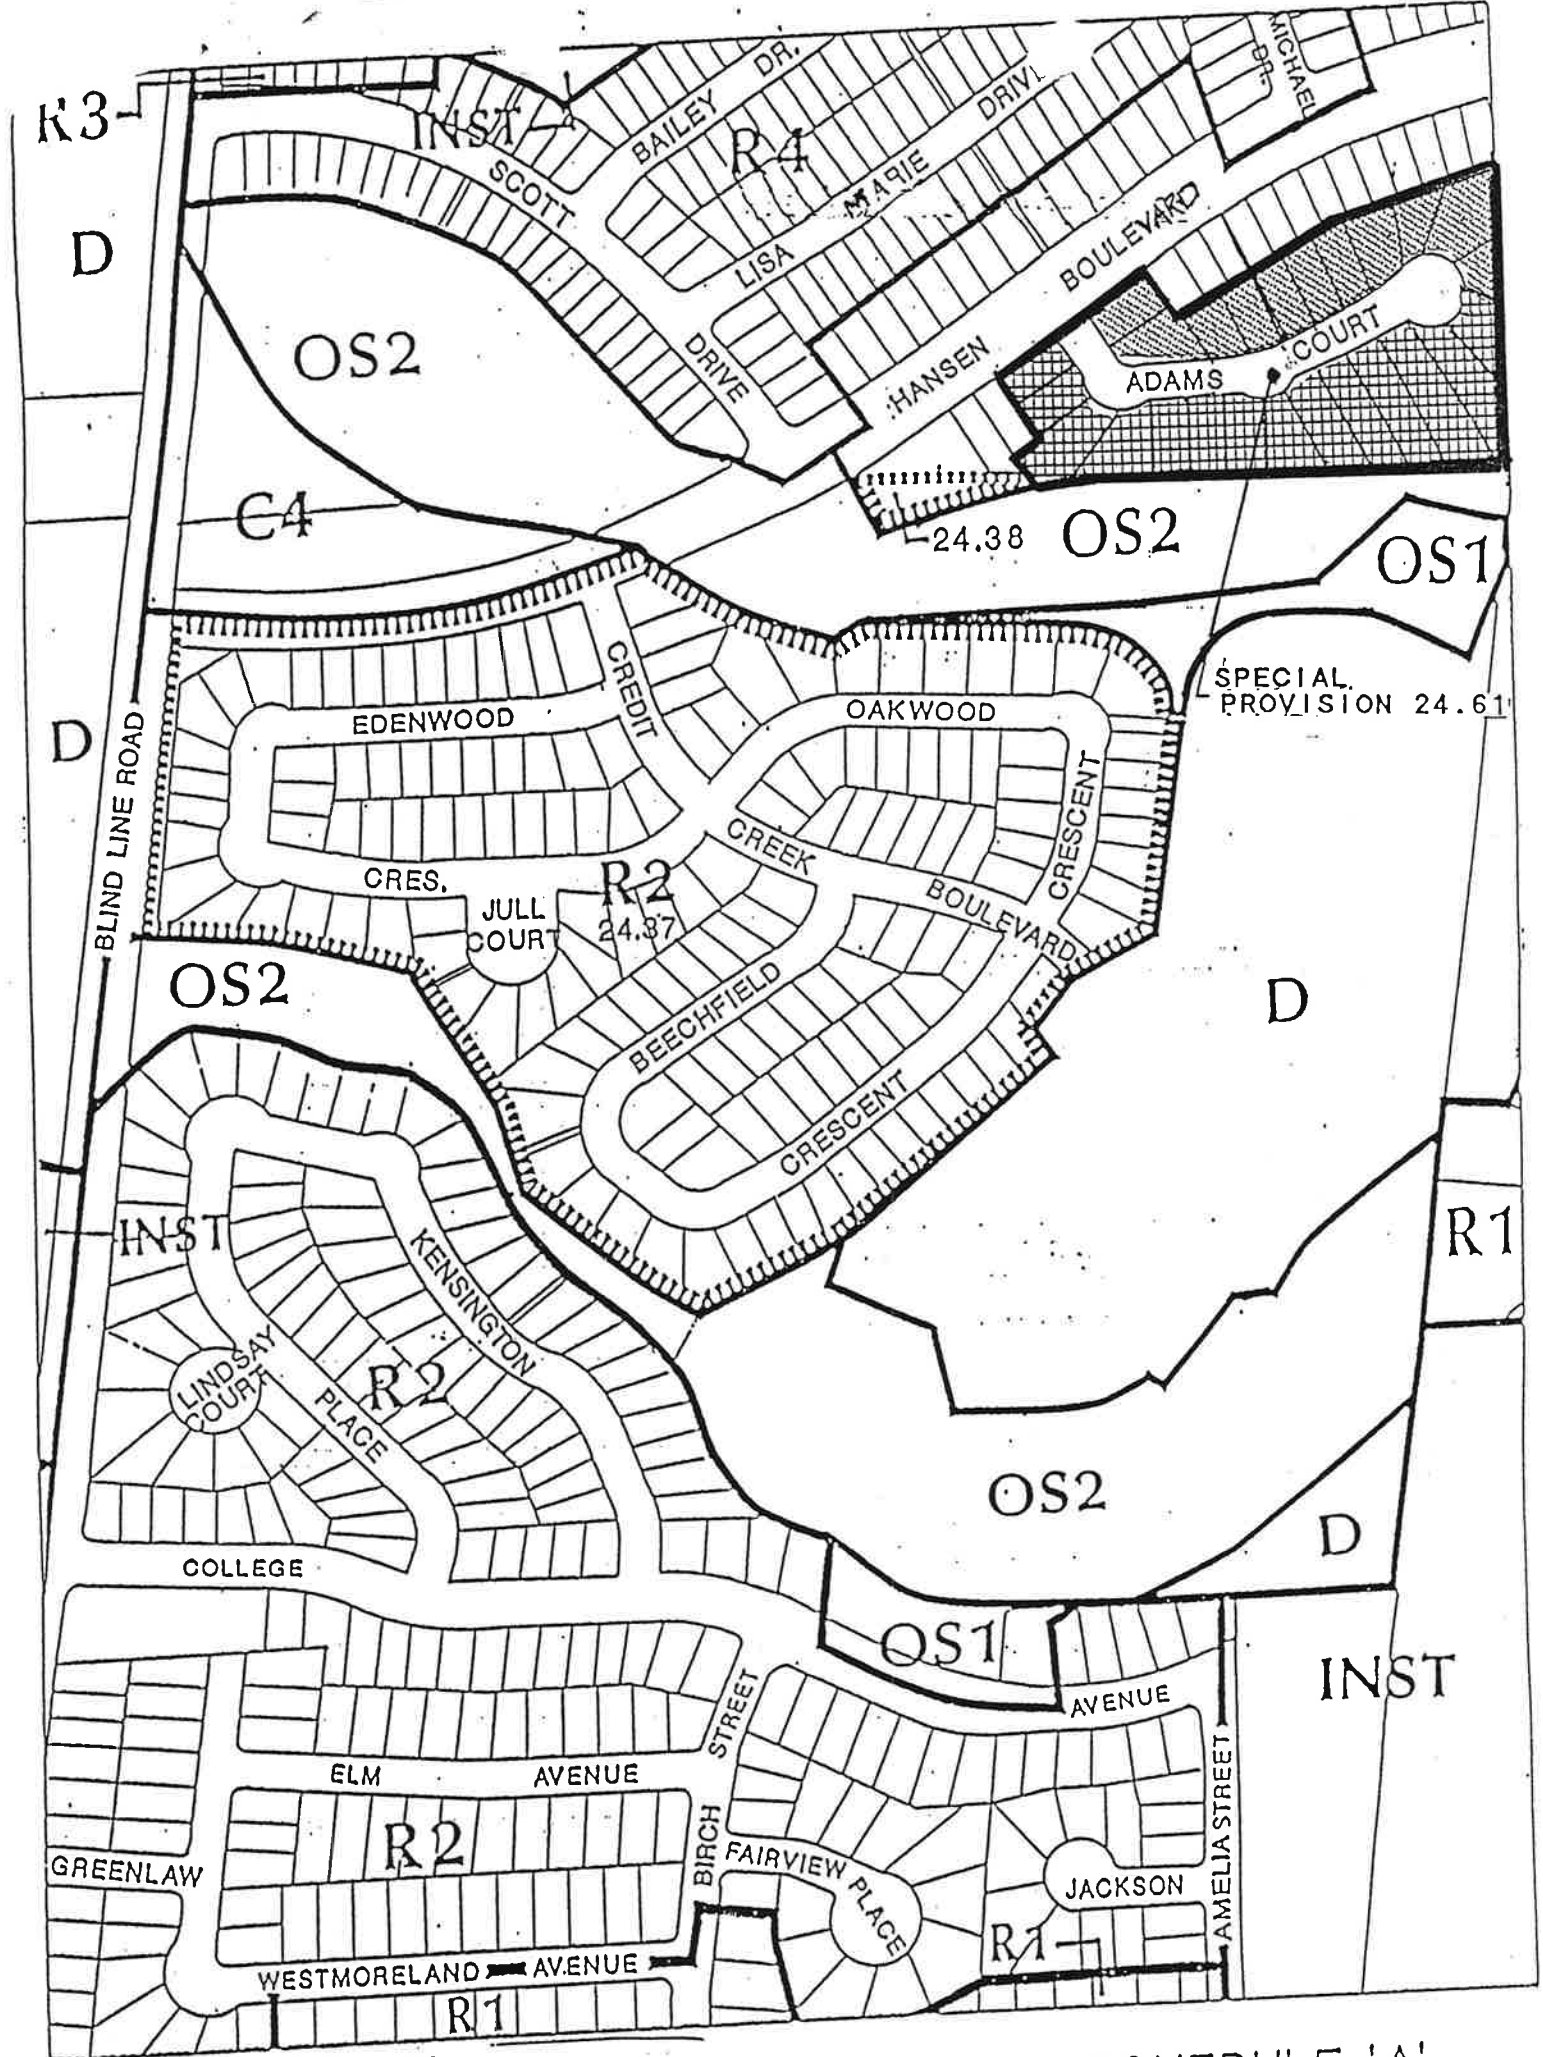 R3
INST
BAILEY DR.
R4
MICHAEL DR.
SCOTT
DRIVE
LISA MARIE
D
HANSEN BOULEVARD
OS2
ADAMS COURT
C4
24.38
OS2
OS1
SPECIAL
PROVISION 24.61
D
BLIND LINE ROAD
EDENWOOD
CREDIT
OAKWOOD
CRESCENT
CREEK
BOULEVARD
CRES.
JULL
COURT
R2
24.37
OS2
BEECHFIELD
CRESCENT
D
INST
KENSINGTON
R1
LINDSAY
COURT
PLACE
R2
OS2
D
COLLEGE
OS1
AVENUE
INST
STREET
ELM AVENUE
R2
BIRCH
FAIRVIEW PLACE
AMELIA STREET
GREENLAW
JACKSON
R1
WESTMORELAND AVENUE
R1